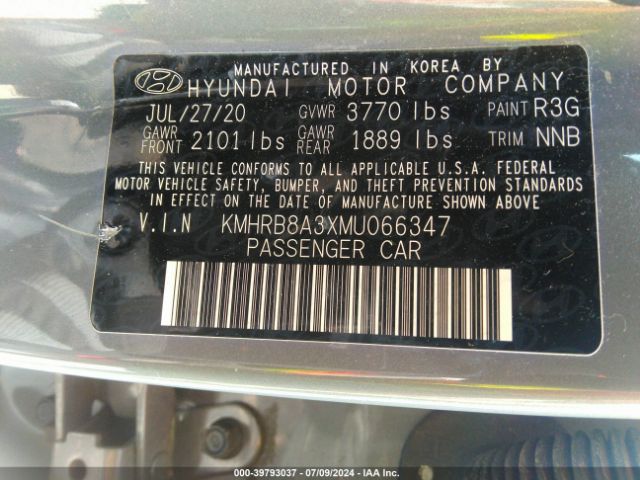 MANUFACTURED IN KOREA BY
HYUNDAI MOTOR COMPANY
JUL/27/20 GVWR 3770 lbs PAINT R3G
GAWR FRONT 2101 lbs GAWR REAR 1889 lbs TRIM NNB
THIS VEHICLE CONFORMS TO ALL APPLICABLE U.S.A. FEDERAL
MOTOR VEHICLE SAFETY, BUMPER, AND THEFT PREVENTION STANDARDS
IN EFFECT ON THE DATE OF MANUFACTURE SHOWN ABOVE.
V.I.N KMHRB8A3XMU066347
PASSENGER CAR
000-39793037 - 07/09/2024 - IAA Inc.